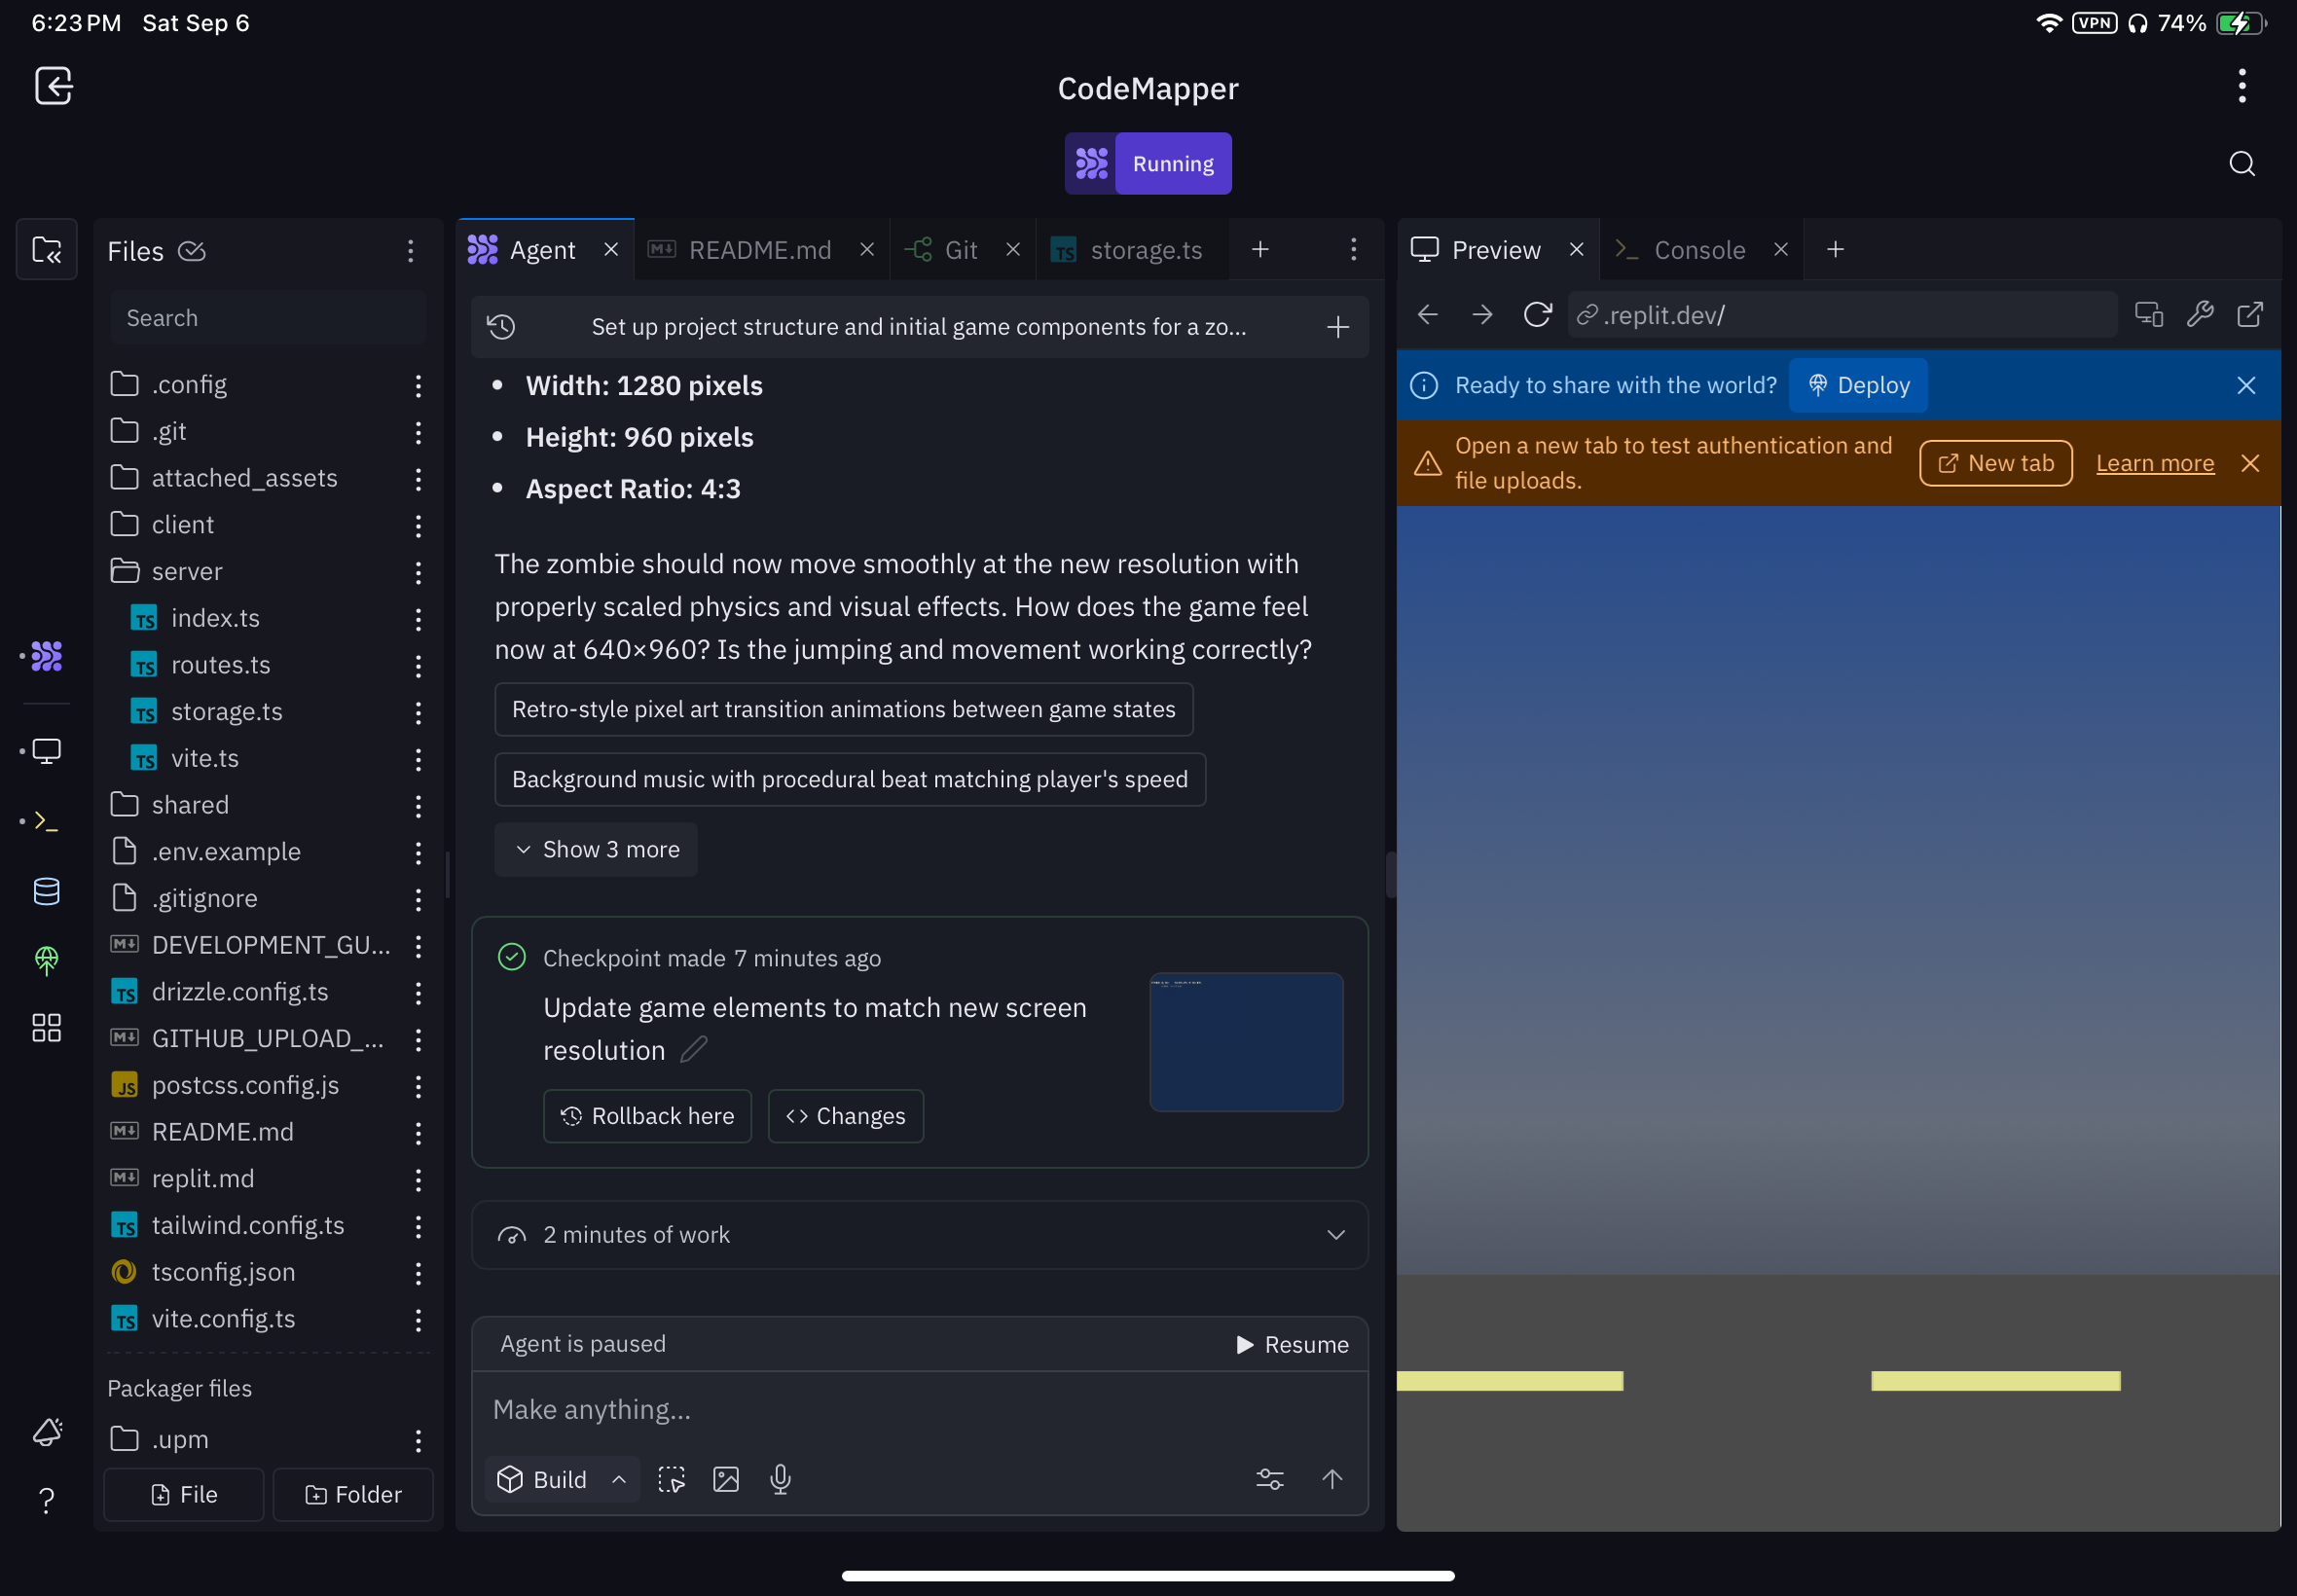 6:23 PM Sat Sep 6
VPN 74%
CodeMapper
Running
Files
Search
.config
.git
attached_assets
client
server
TS index.ts
TS routes.ts
TS storage.ts
TS vite.ts
shared
.env.example
.gitignore
M↓ DEVELOPMENT_GU...
TS drizzle.config.ts
M↓ GITHUB_UPLOAD_...
JS postcss.config.js
M↓ README.md
M↓ replit.md
TS tailwind.config.ts
tsconfig.json
TS vite.config.ts
Packager files
.upm
File Folder
Agent
M↓ README.md
Git
TS storage.ts
Set up project structure and initial game components for a zo...
• Width: 1280 pixels
• Height: 960 pixels
• Aspect Ratio: 4:3
The zombie should now move smoothly at the new resolution with
properly scaled physics and visual effects. How does the game feel
now at 640×960? Is the jumping and movement working correctly?
Retro-style pixel art transition animations between game states
Background music with procedural beat matching player's speed
Show 3 more
Checkpoint made 7 minutes ago
Update game elements to match new screen
resolution
Rollback here
Changes
2 minutes of work
Agent is paused
Resume
Make anything...
Build
Preview
Console
.replit.dev/
Ready to share with the world?
Deploy
Open a new tab to test authentication and
file uploads.
New tab
Learn more